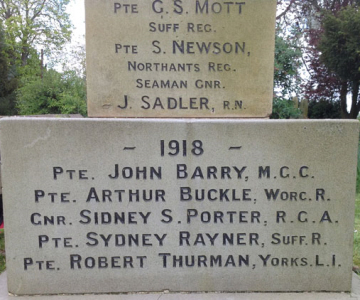 Pte G. S. Mott
Suff Reg.
Pte S. Newson,
Northants Reg.
Seaman Gnr.
J. Sadler, R.N.
- 1918 -
Pte. John Barry, M.G.C.
Pte. Arthur Buckle, Worc. R.
Gnr. Sidney S. Porter, R.G.A.
Pte. Sydney Rayner, Suff. R.
Pte. Robert Thurman, Yorks. L.I.